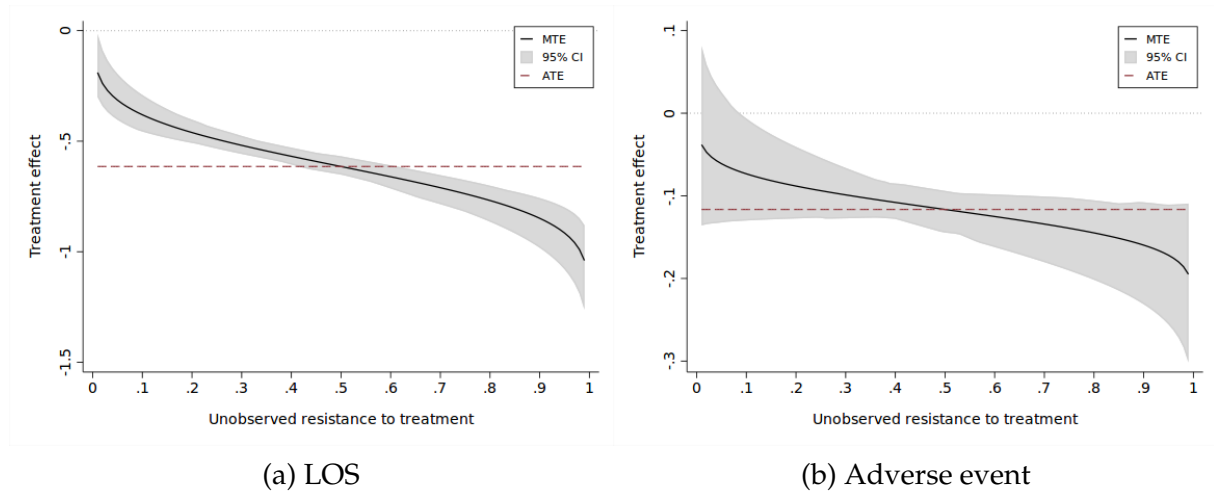 0
-.5
-1
-1.5
Treatment effect
MTE
95% CI
ATE
0 .1 .2 .3 .4 .5 .6 .7 .8 .9 1
Unobserved resistance to treatment
(a) LOS
.1
0
-.1
-.2
-.3
Treatment effect
MTE
95% CI
ATE
0 .1 .2 .3 .4 .5 .6 .7 .8 .9 1
Unobserved resistance to treatment
(b) Adverse event